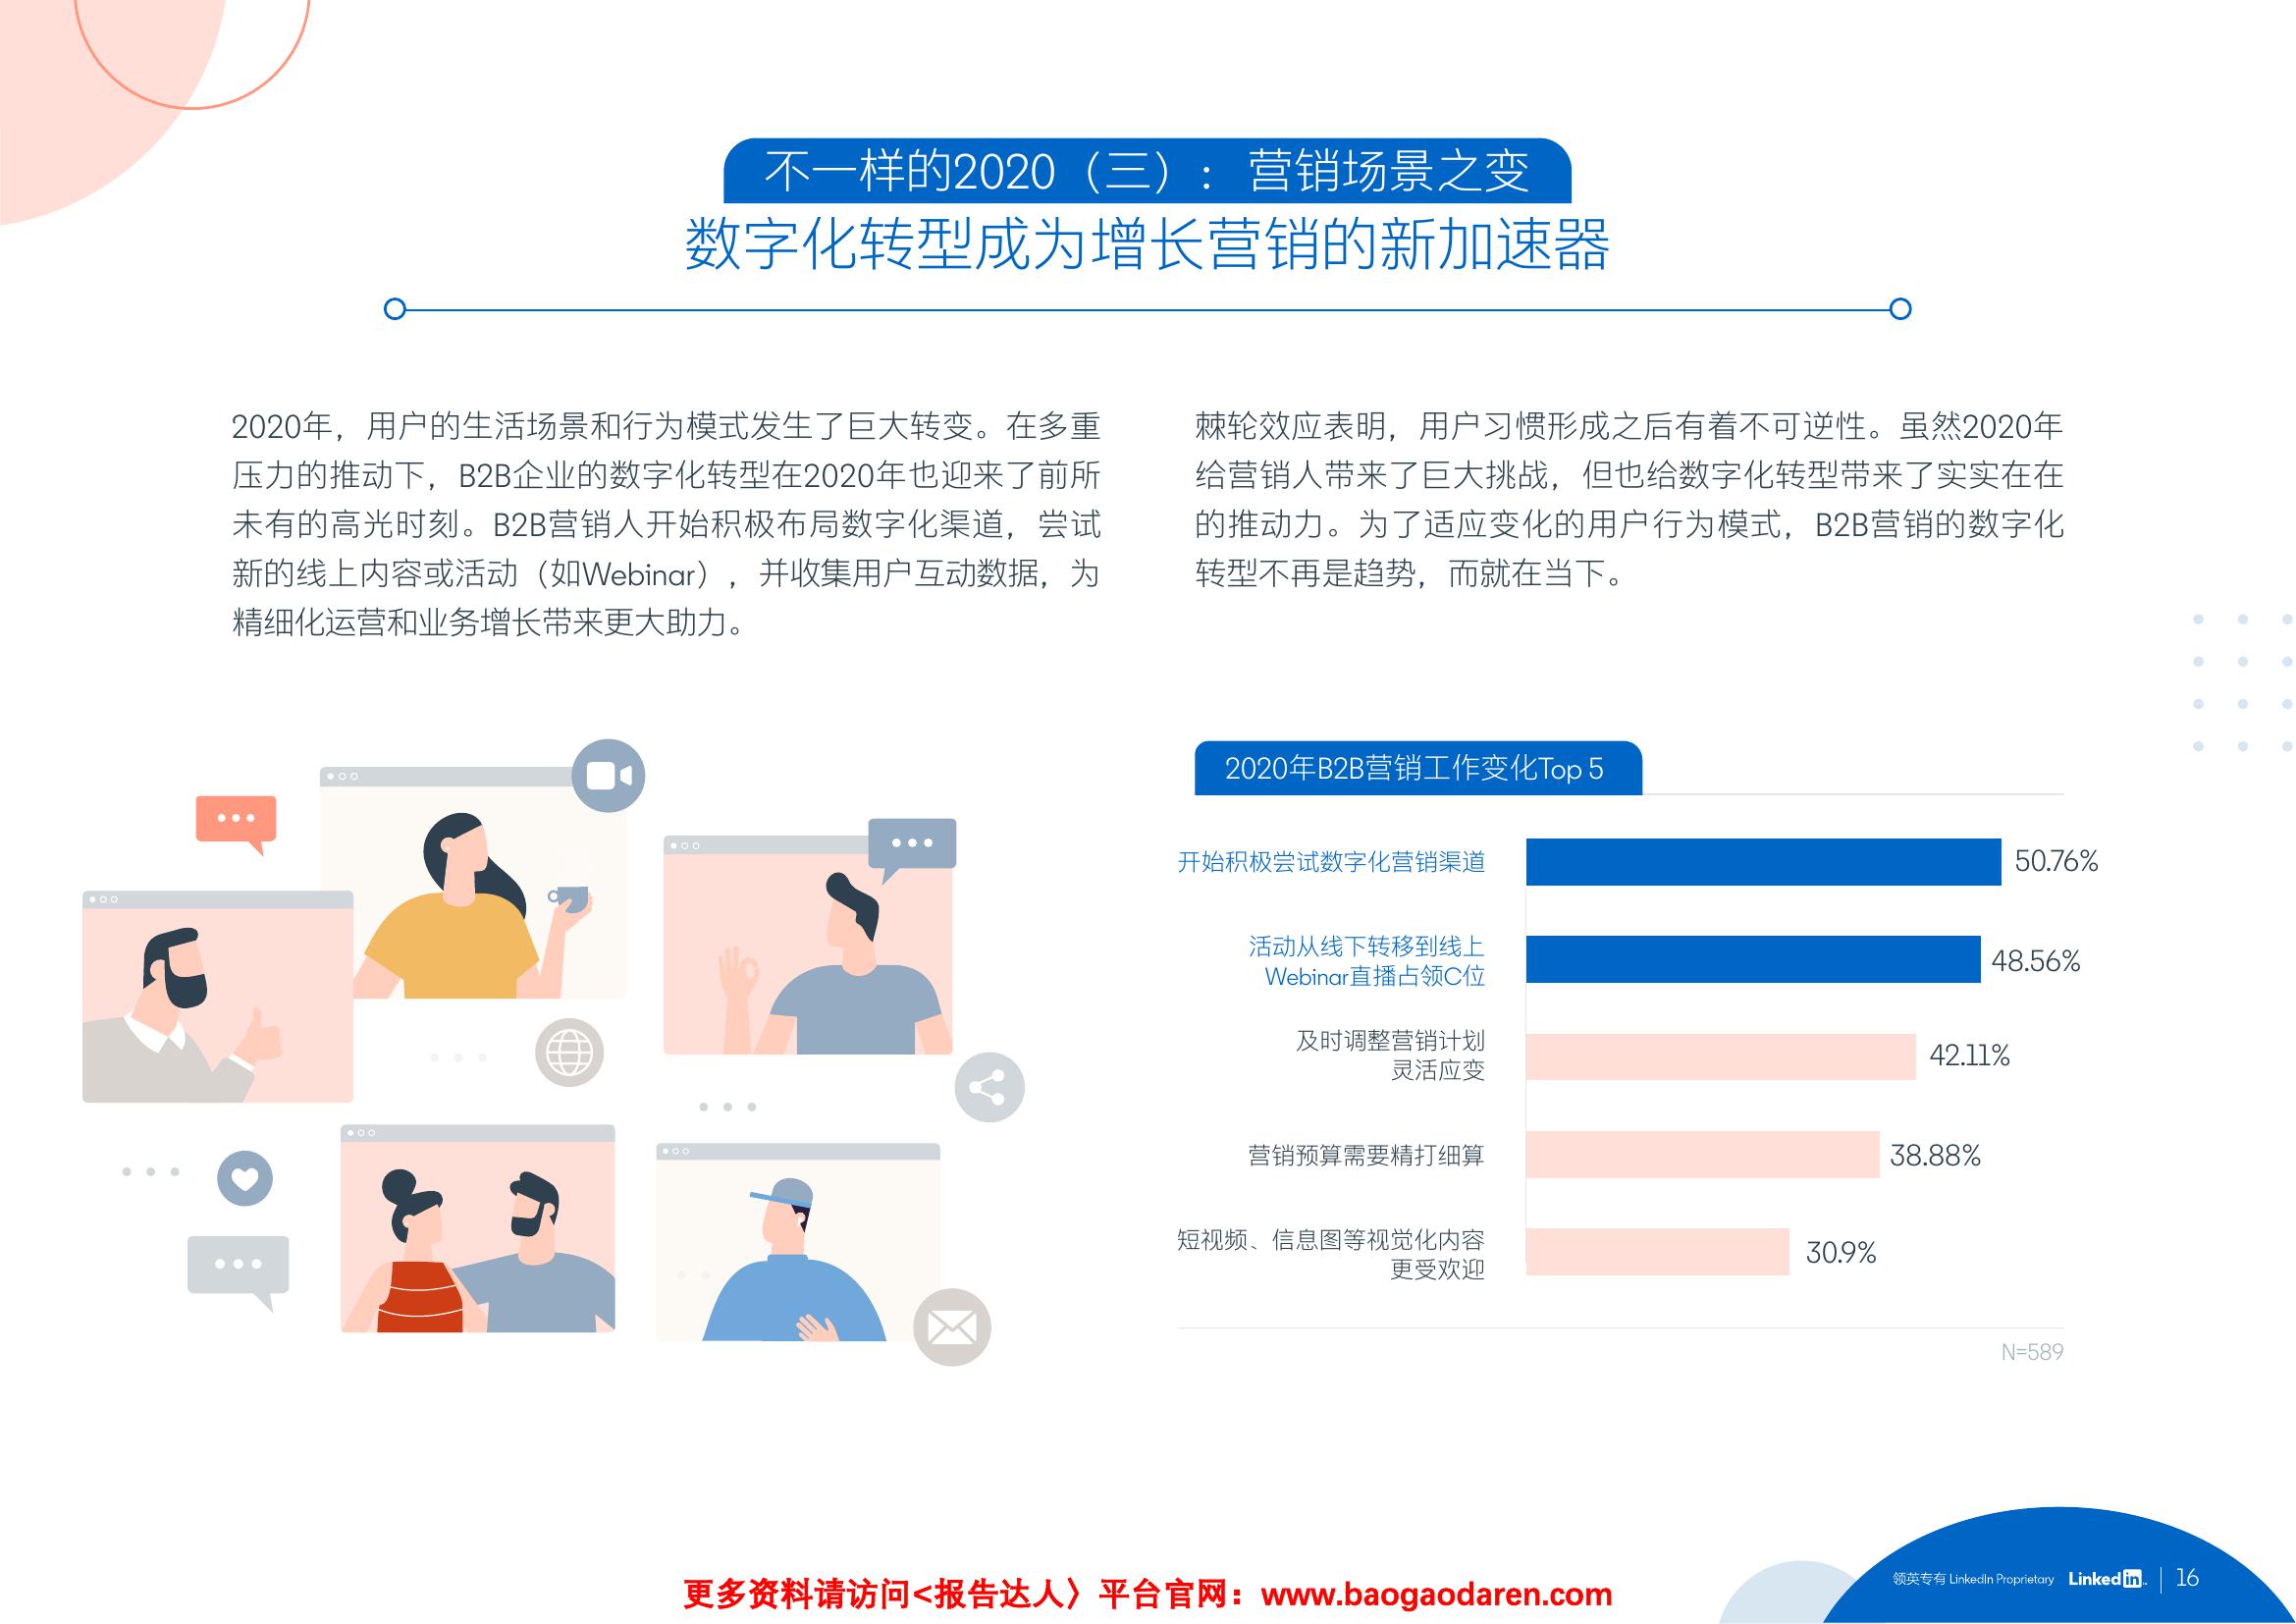 不一样的2020（三）：营销场景之变
数字化转型成为增长营销的新加速器
2020年，用户的生活场景和行为模式发生了巨大转变。在多重
压力的推动下，B2B企业的数字化转型在2020年也迎来了前所
未有的高光时刻。B2B营销人开始积极布局数字化渠道，尝试
新的线上内容或活动（如Webinar），并收集用户互动数据，为
精细化运营和业务增长带来更大助力。
棘轮效应表明，用户习惯形成之后有着不可逆性。虽然2020年
给营销人带来了巨大挑战，但也给数字化转型带来了实实在在
的推动力。为了适应变化的用户行为模式，B2B营销的数字化
转型不再是趋势，而就在当下。
2020年B2B营销工作变化Top 5
开始积极尝试数字化营销渠道
50.76%
活动从线下转移到线上
Webinar直播占领C位
48.56%
及时调整营销计划
灵活应变
42.11%
营销预算需要精打细算
38.88%
短视频、信息图等视觉化内容
更受欢迎
30.9%
N=589
领英专有 LinkedIn Proprietary Linkedin 16
更多资料请访问<报告达人〉平台官网：www.baogaodaren.com